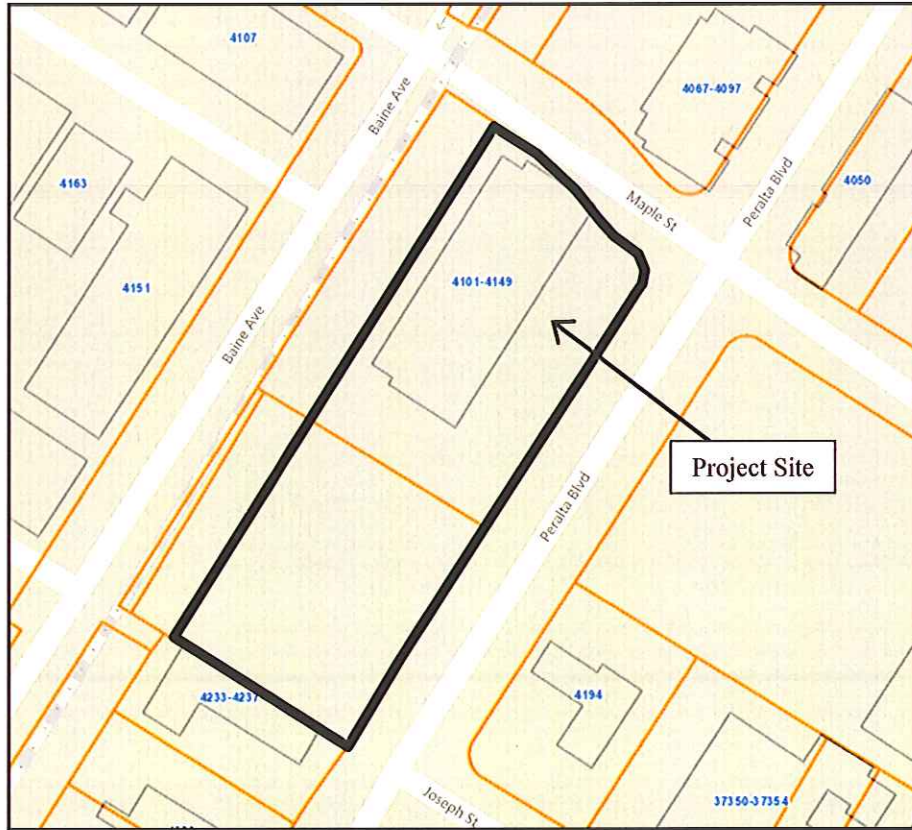 4107
Baine Ave
4067-4097
4163
Maple St
Peralta Blvd
4050
4151
4101-4149
Baine Ave
Project Site
Peralta Blvd
4233-4237
4194
Joseph St
37350-37354